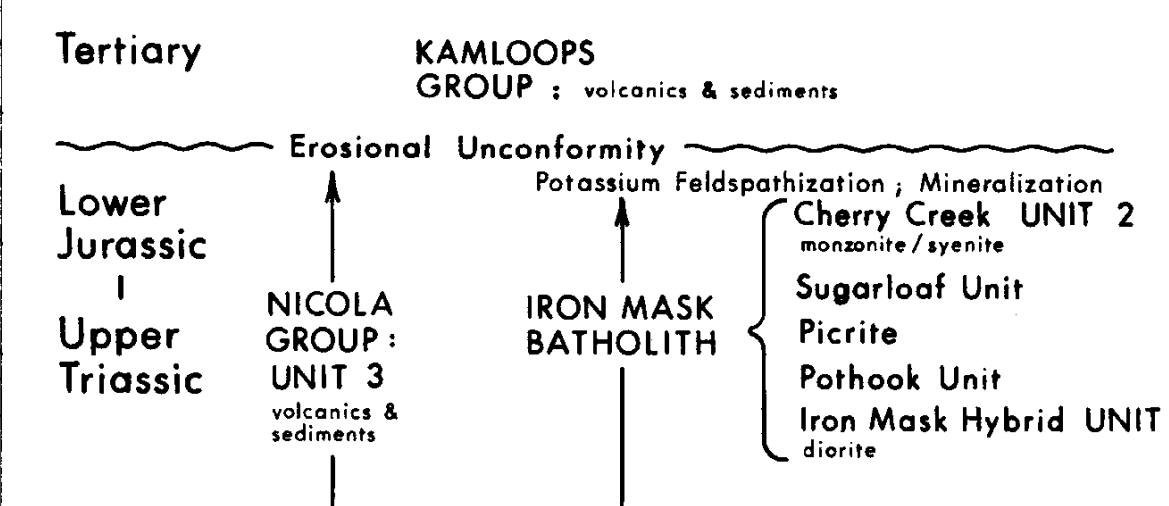 Tertiary
KAMLOOPS
GROUP : volcanics & sediments
Erosional Unconformity
Potassium Feldspathization ; Mineralization
Lower
Jurassic
Upper
Triassic
NICOLA
GROUP :
UNIT 3
volcanics &
sediments
IRON MASK
BATHOLITH
Cherry Creek UNIT 2
monzonite / syenite
Sugarloaf Unit
Picrite
Pothook Unit
Iron Mask Hybrid UNIT
diorite